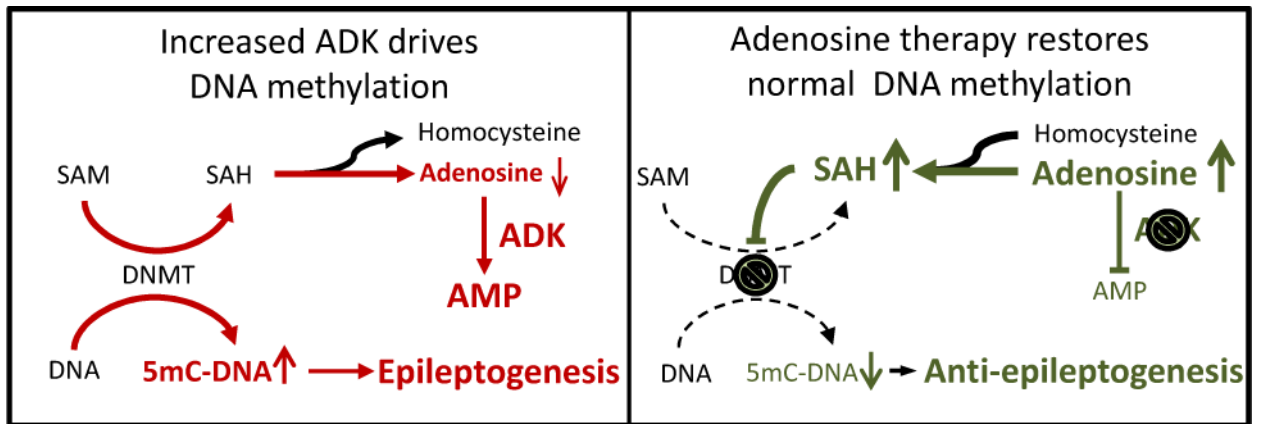 Increased ADK drives
DNA methylation
Homocysteine
SAM
SAH
Adenosine
ADK
DNMT
AMP
DNA
5mC-DNA
Epileptogenesis
Adenosine therapy restores
normal DNA methylation
Homocysteine
SAM
SAH
Adenosine
AMP
DNA
5mC-DNA
Anti-epileptogenesis